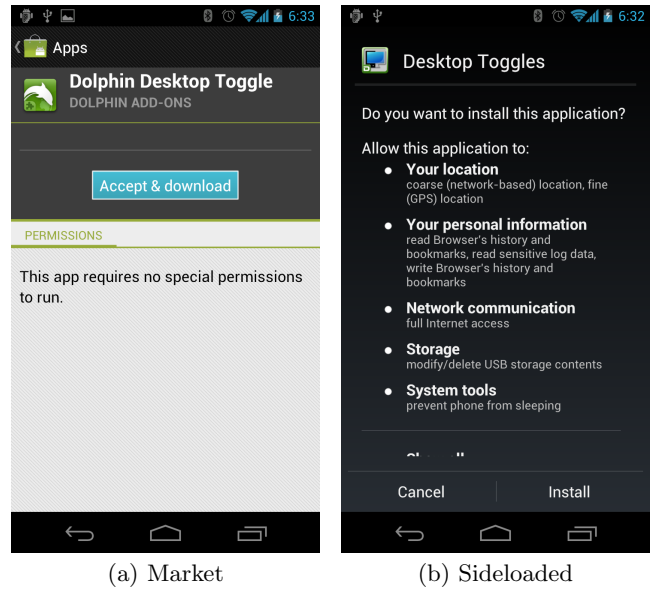 6:33
Apps
Dolphin Desktop Toggle
DOLPHIN ADD-ONS
Accept & download
PERMISSIONS
This app requires no special permissions
to run.
(a) Market
6:32
Desktop Toggles
Do you want to install this application?
Allow this application to:
• Your location
coarse (network-based) location, fine
(GPS) location
• Your personal information
read Browser's history and
bookmarks, read sensitive log data,
write Browser's history and
bookmarks
• Network communication
full Internet access
• Storage
modify/delete USB storage contents
• System tools
prevent phone from sleeping
Cancel
Install
(b) Sideloaded